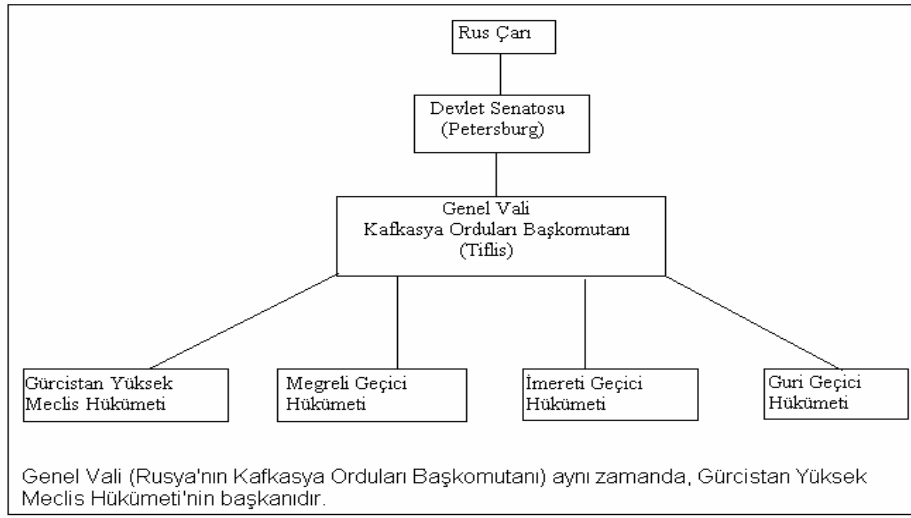 Rus Çarı
Devlet Senatosu
(Petersburg)
Genel Vali
Kafkasya Orduları Başkomutanı
(Tiflis)
Gürcistan Yüksek
Meclis Hükümeti
Megreli Geçici
Hükümeti
İmereti Geçici
Hükümeti
Guri Geçici
Hükümeti
Genel Vali (Rusya'nın Kafkasya Orduları Başkomutanı) aynı zamanda, Gürcistan Yüksek
Meclis Hükümeti'nin başkanıdır.